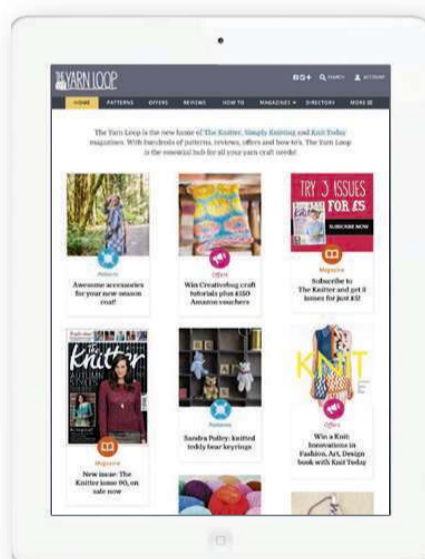 THE YARN LOOP
SEARCH
ACCOUNT
HOME PATTERNS OFFERS REVIEWS HOW TO MAGAZINES DIRECTORY MORE
The Yarn Loop is the new home of The Knitter, Simply Knitting and Knit Today
magazines. With hundreds of patterns, reviews, offers and how to's, The Yarn Loop
is the essential hub for all your yarn craft needs!
Patterns
Awesome accessories
for your new-season
coat!
Offers
Win Creativebug craft
tutorials plus £150
Amazon vouchers
TRY 3 ISSUES
FOR £5
SUBSCRIBE NOW
Magazine
Subscribe to
The Knitter and get 3
issues for just £5!
the Knitter
AUTUMN
STYLES
Magazine
New issue: The
Knitter issue 90, on
sale now
Patterns
Sandra Polley: knitted
teddy bear keyrings
KNIT
Offers
Win a Knit:
Innovations in
Fashion, Art, Design
book with Knit Today